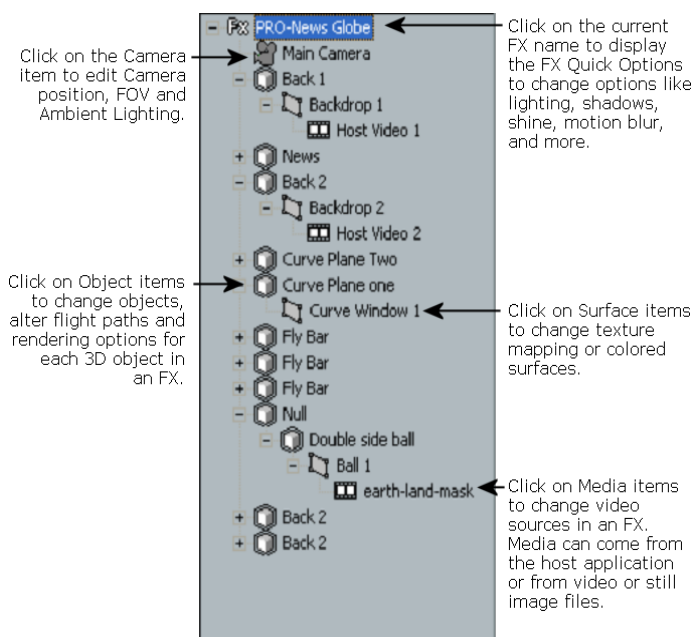 Fx PRO-News Globe
Main Camera
Back 1
Backdrop 1
Host Video 1
News
Back 2
Backdrop 2
Host Video 2
Curve Plane Two
Curve Plane one
Curve Window 1
Fly Bar
Fly Bar
Fly Bar
Null
Double side ball
Ball 1
earth-land-mask
Back 2
Back 2
Click on the Camera
item to edit Camera
position, FOV and
Ambient Lighting.
Click on Object items
to change objects,
alter flight paths and
rendering options for
each 3D object in
an FX.
Click on the current
FX name to display
the FX Quick Options
to change options like
lighting, shadows,
shine, motion blur,
and more.
Click on Surface items
to change texture
mapping or colored
surfaces.
Click on Media items
to change video
sources in an FX.
Media can come from
the host application
or from video or still
image files.